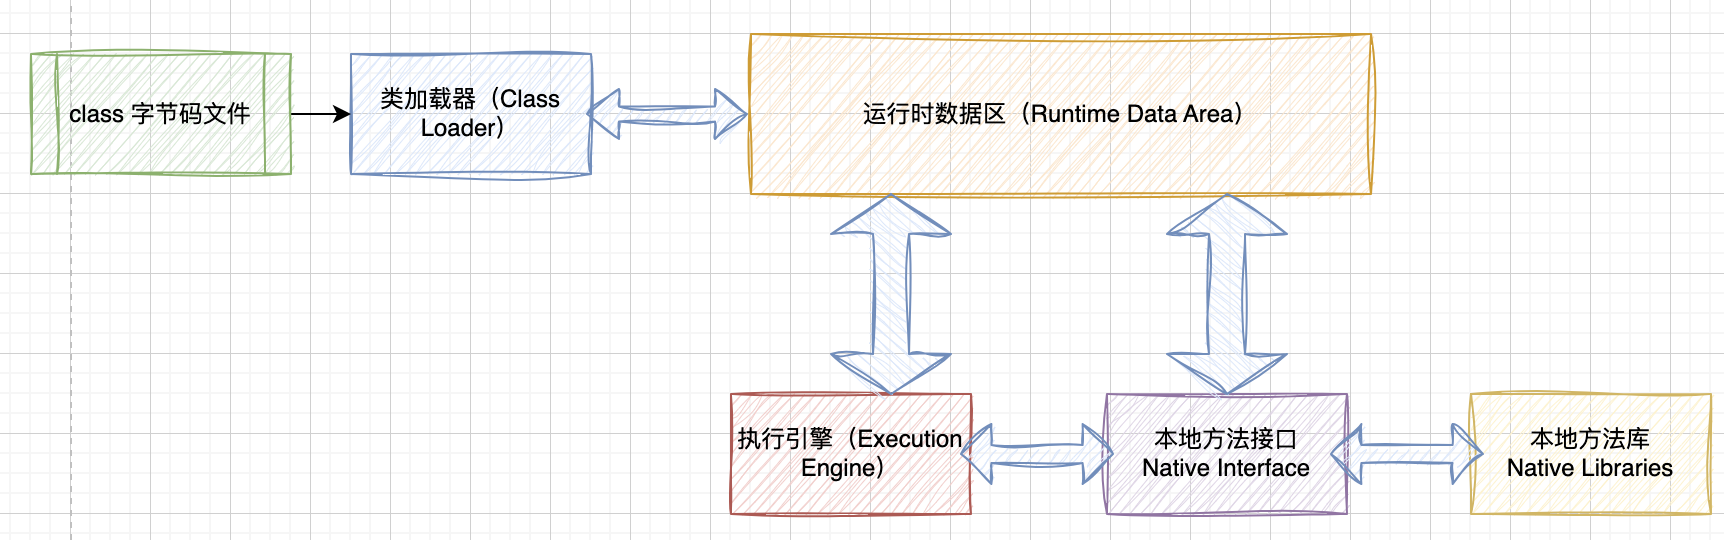 class 字节码文件
类加载器（Class
Loader）
运行时数据区（Runtime Data Area）
执行引擎（Execution
Engine）
本地方法接口
Native Interface
本地方法库
Native Libraries